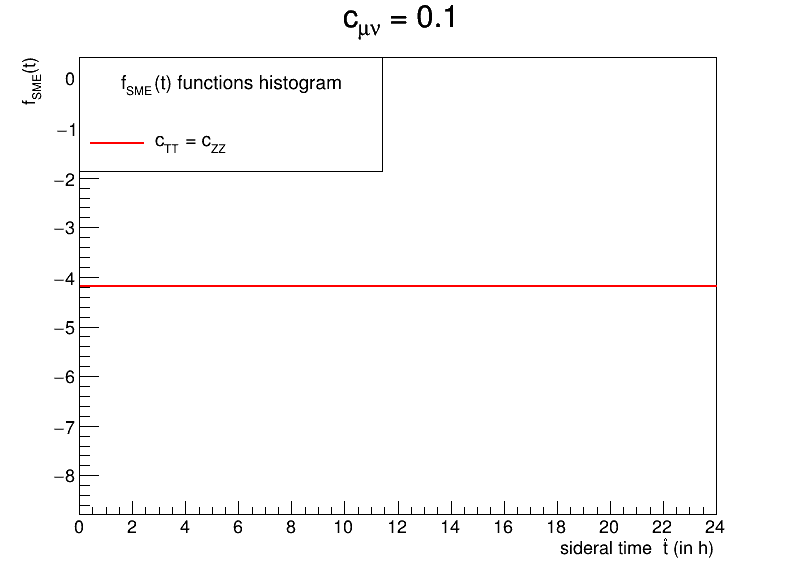 c_μν = 0.1
f_SME(t)
f_SME(t) functions histogram
c_TT = c_ZZ
0
−1
−2
−3
−4
−5
−6
−7
−8
0 2 4 6 8 10 12 14 16 18 20 22 24
sideral time t̂ (in h)